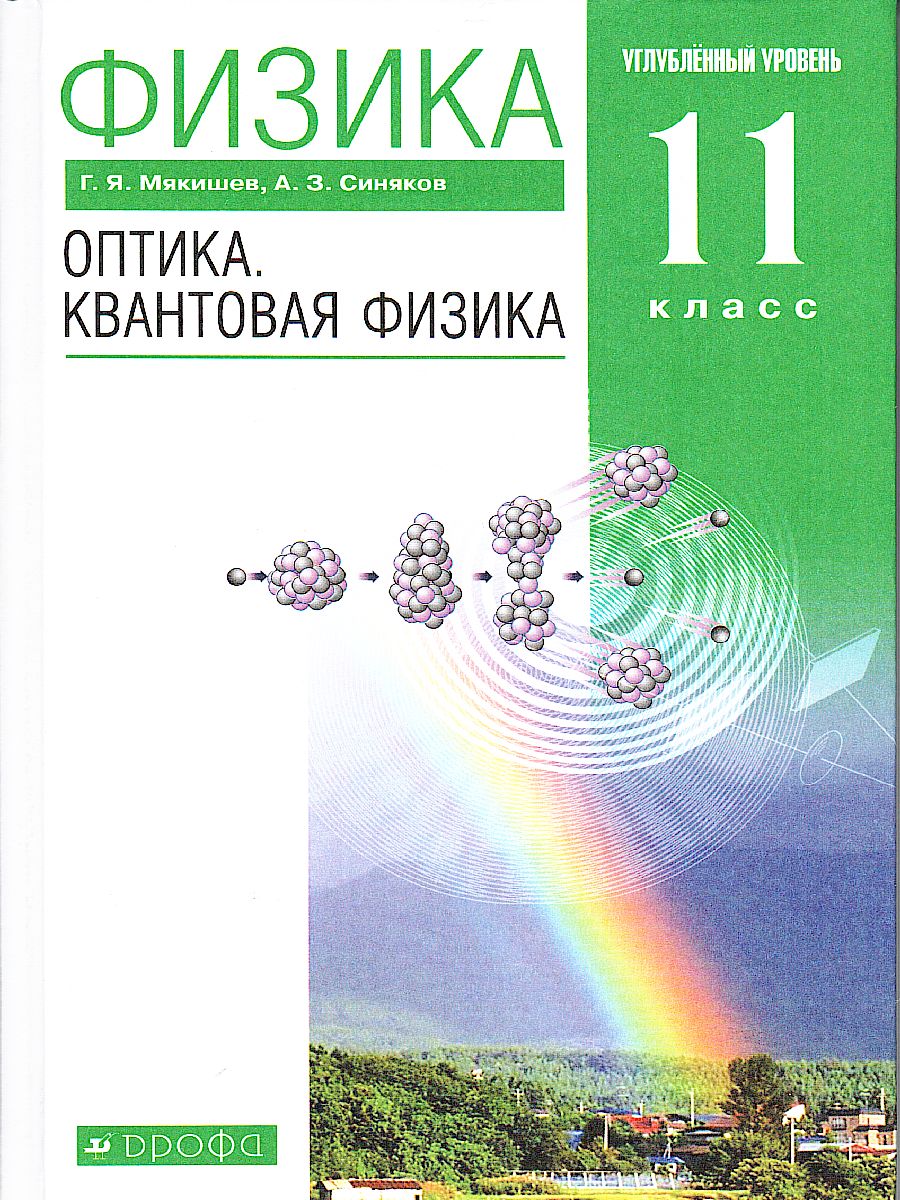 ФИЗИКА
Г. Я. Мякишев, А. З. Синяков
ОПТИКА.
КВАНТОВАЯ ФИЗИКА
УГЛУБЛЁННЫЙ УРОВЕНЬ
11
класс
дрофа